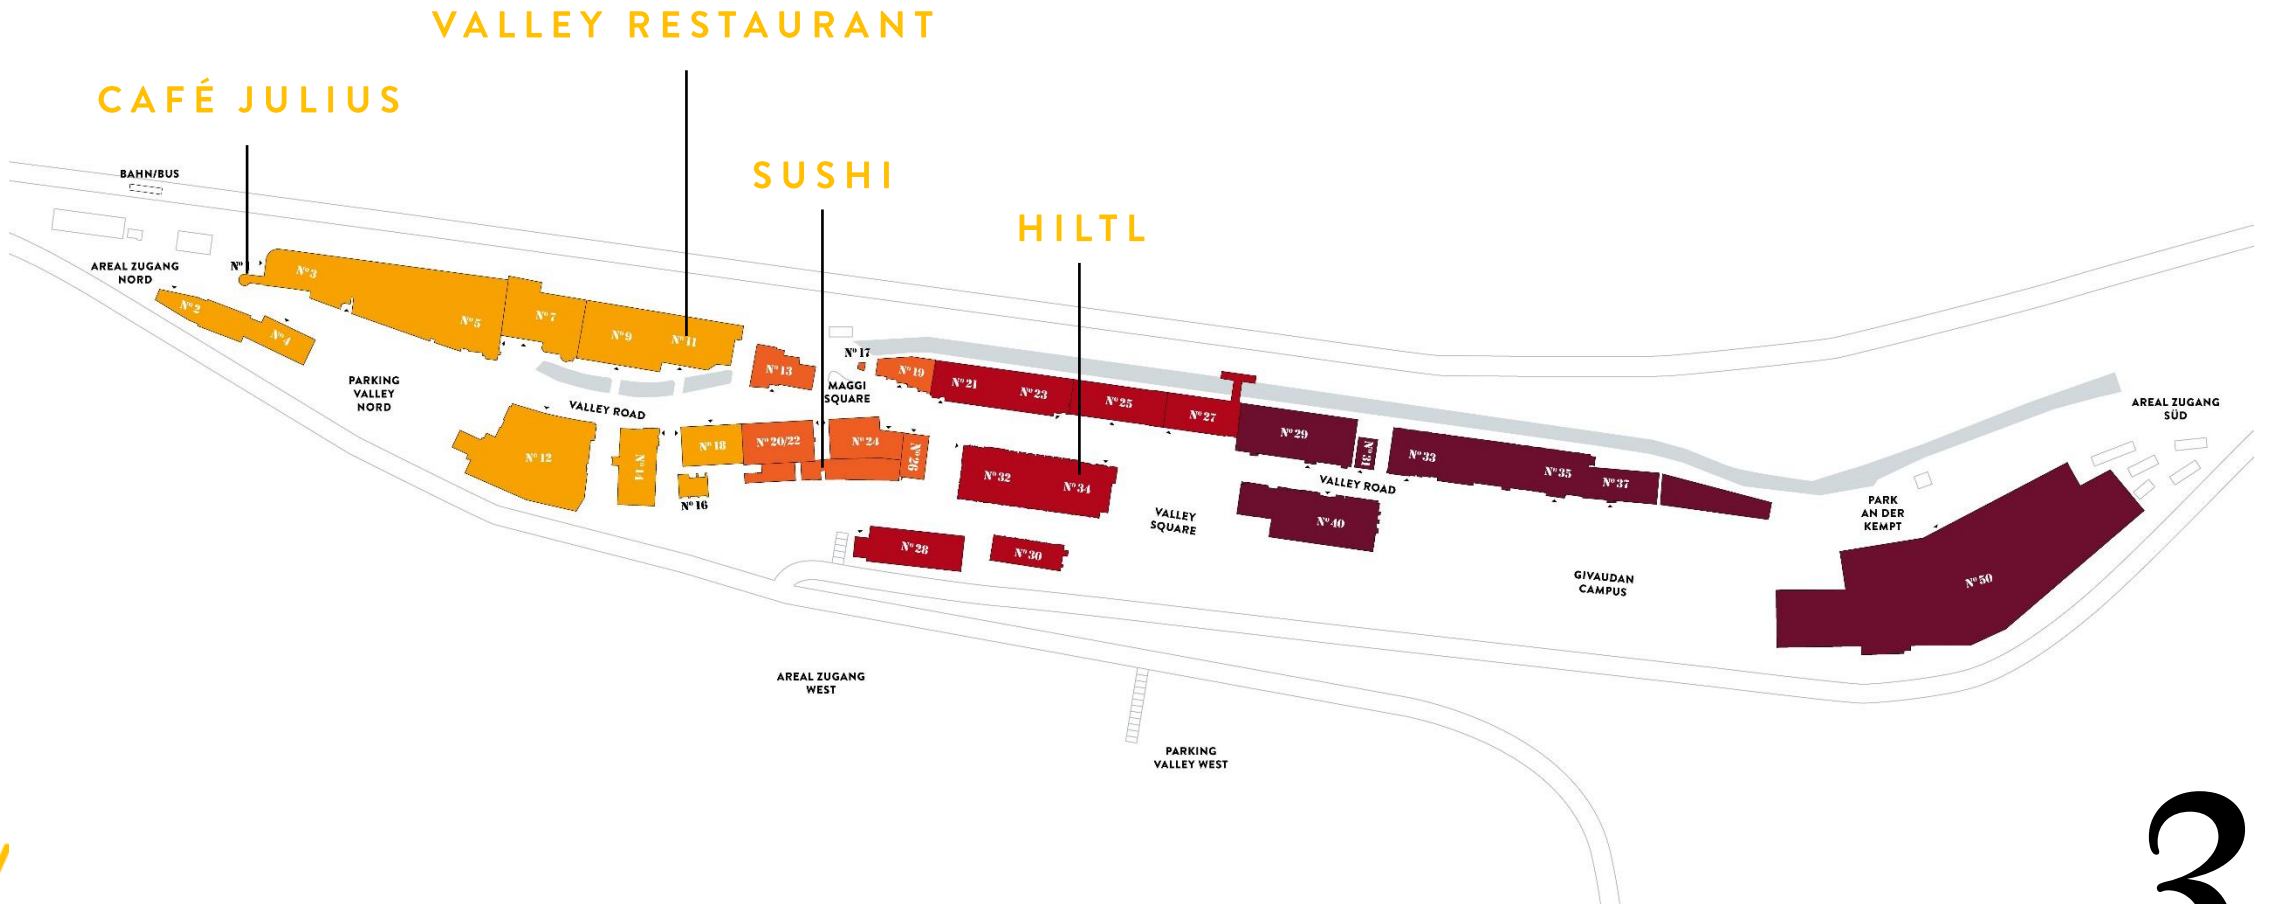 VALLEY RESTAURANT
CAFÉ JULIUS
SUSHI
HILTL
BAHN/BUS
AREAL ZUGANG
NORD
Nº 1
Nº 3
Nº 2
Nº 4
Nº 5
Nº 7
Nº 9
Nº 11
Nº 13
Nº 17
Nº 19
MAGGI
SQUARE
PARKING
VALLEY
NORD
VALLEY ROAD
Nº 12
Nº 14
Nº 16
Nº 18
Nº 20/22
Nº 24
Nº 26
Nº 21
Nº 23
Nº 25
Nº 27
Nº 29
Nº 31
Nº 33
Nº 35
Nº 37
VALLEY ROAD
Nº 32
Nº 34
Nº 28
Nº 30
VALLEY
SQUARE
Nº 40
AREAL ZUGANG
SÜD
PARK
AN DER
KEMPT
Nº 50
GIVAUDAN
CAMPUS
AREAL ZUGANG
WEST
PARKING
VALLEY WEST
3